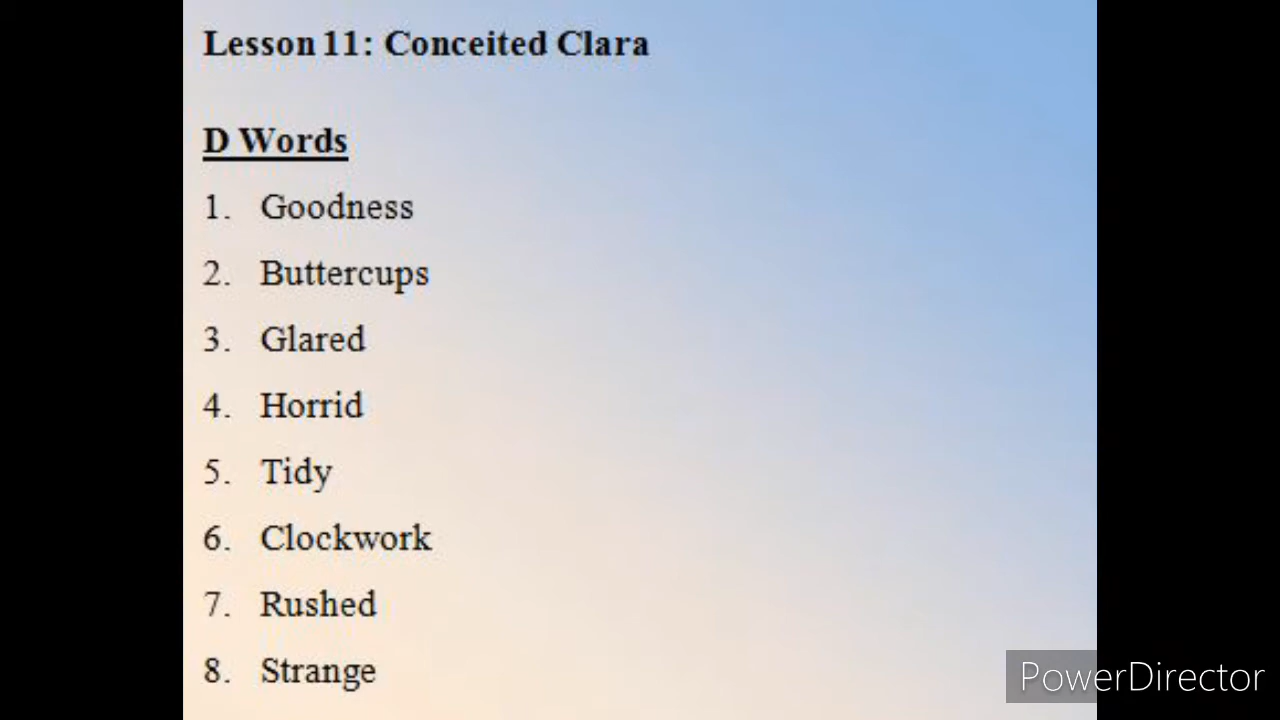 Lesson 11: Conceited Clara
D Words
1. Goodness
2. Buttercups
3. Glared
4. Horrid
5. Tidy
6. Clockwork
7. Rushed
8. Strange
PowerDirector